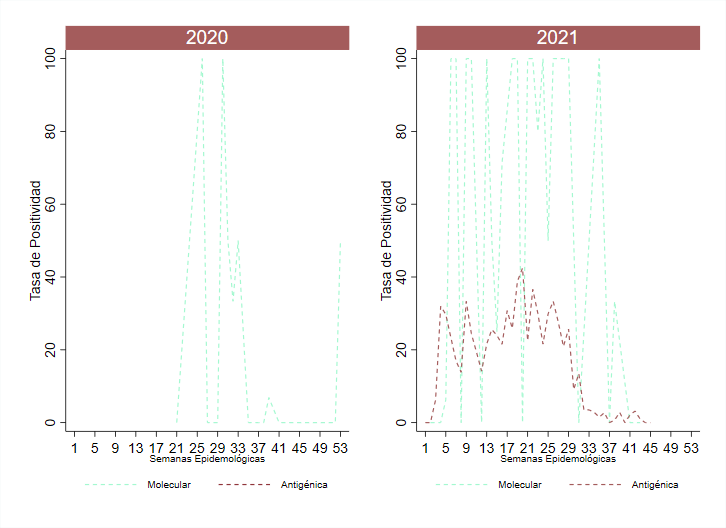 2020
Tasa de Positividad
100
80
60
40
20
0
1 5 9 13 17 21 25 29 33 37 41 45 49 53
Semanas Epidemológicas
Molecular Antigénica
2021
Tasa de Positividad
100
80
60
40
20
0
1 5 9 13 17 21 25 29 33 37 41 45 49 53
Semanas Epidemológicas
Molecular Antigénica